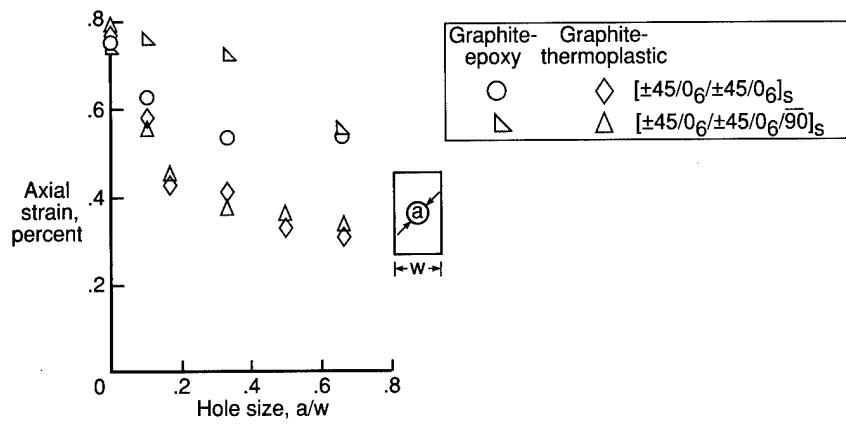 .8
.6
.4
.2
Axial
strain,
percent
0
.2
.4
.6
.8
Hole size, a/w
Graphite- Graphite-
epoxy thermoplastic
[±45/0₆/±45/0₆]ₛ
[±45/0₆/±45/0₆/9̅0̅]ₛ
a
w